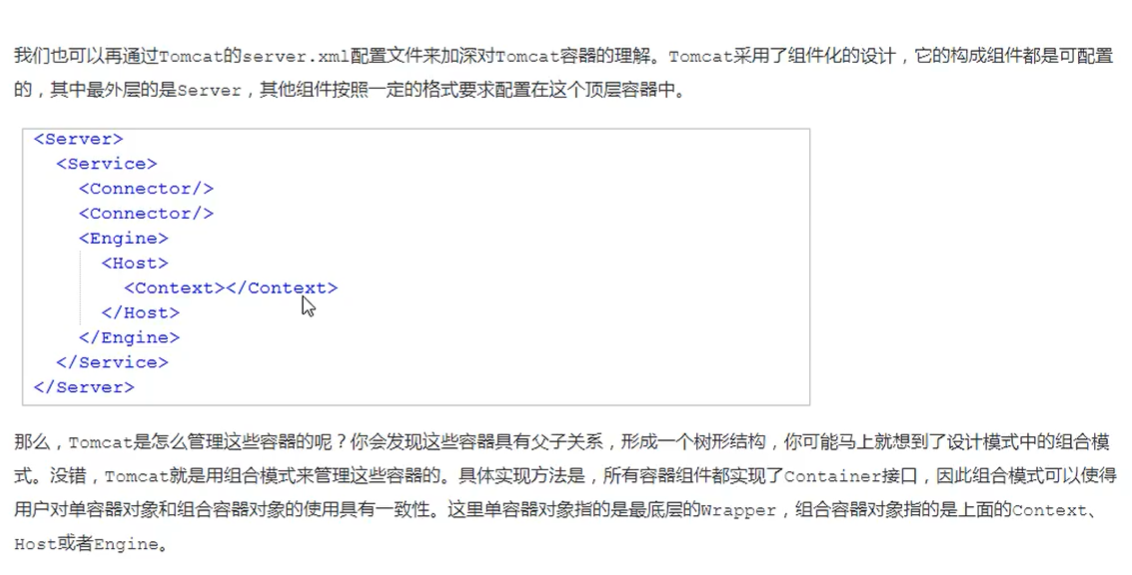 我们也可以再通过Tomcat的server.xml配置文件来加深对Tomcat容器的理解。Tomcat采用了组件化的设计，它的构成组件都是可配置
的，其中最外层的是Server，其他组件按照一定的格式要求配置在这个顶层容器中。
<Server>
<Service>
<Connector/>
<Connector/>
<Engine>
<Host>
<Context></Context>
</Host>
</Engine>
</Service>
</Server>
那么，Tomcat是怎么管理这些容器的呢？你会发现这些容器具有父子关系，形成一个树形结构，你可能马上就想到了设计模式中的组合模
式。没错，Tomcat就是用组合模式来管理这些容器的。具体实现方法是，所有容器组件都实现了Container接口，因此组合模式可以使得
用户对单容器对象和组合容器对象的使用具有一致性。这里单容器对象指的是最底层的Wrapper，组合容器对象指的是上面的Context、
Host或者Engine。